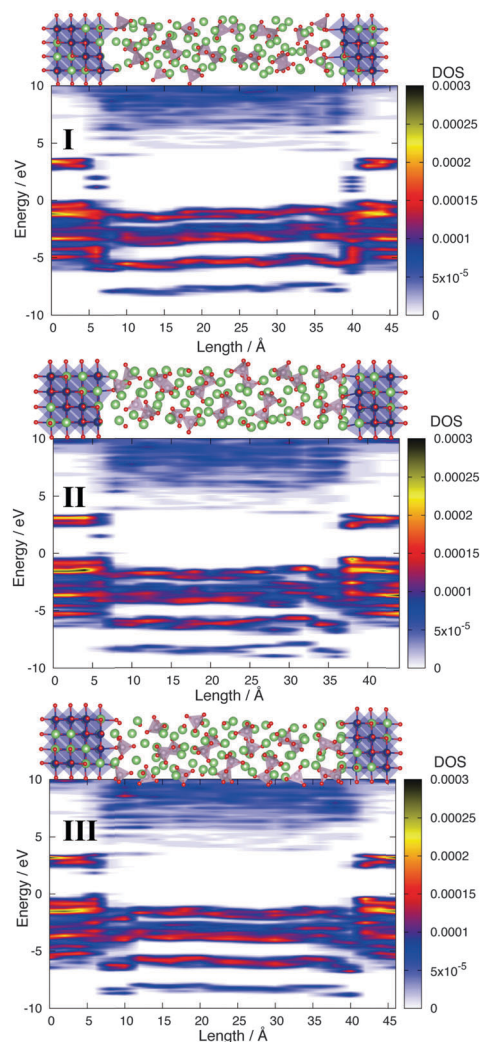 DOS
10
5
0
-5
-10
Energy / eV
I
0 5 10 15 20 25 30 35 40 45
Length / Å
0.0003
0.00025
0.0002
0.00015
0.0001
5x10⁻⁵
0
DOS
10
5
0
-5
-10
Energy / eV
II
0 5 10 15 20 25 30 35 40
Length / Å
0.0003
0.00025
0.0002
0.00015
0.0001
5x10⁻⁵
0
DOS
10
5
0
-5
-10
Energy / eV
III
0 5 10 15 20 25 30 35 40 45
Length / Å
0.0003
0.00025
0.0002
0.00015
0.0001
5x10⁻⁵
0